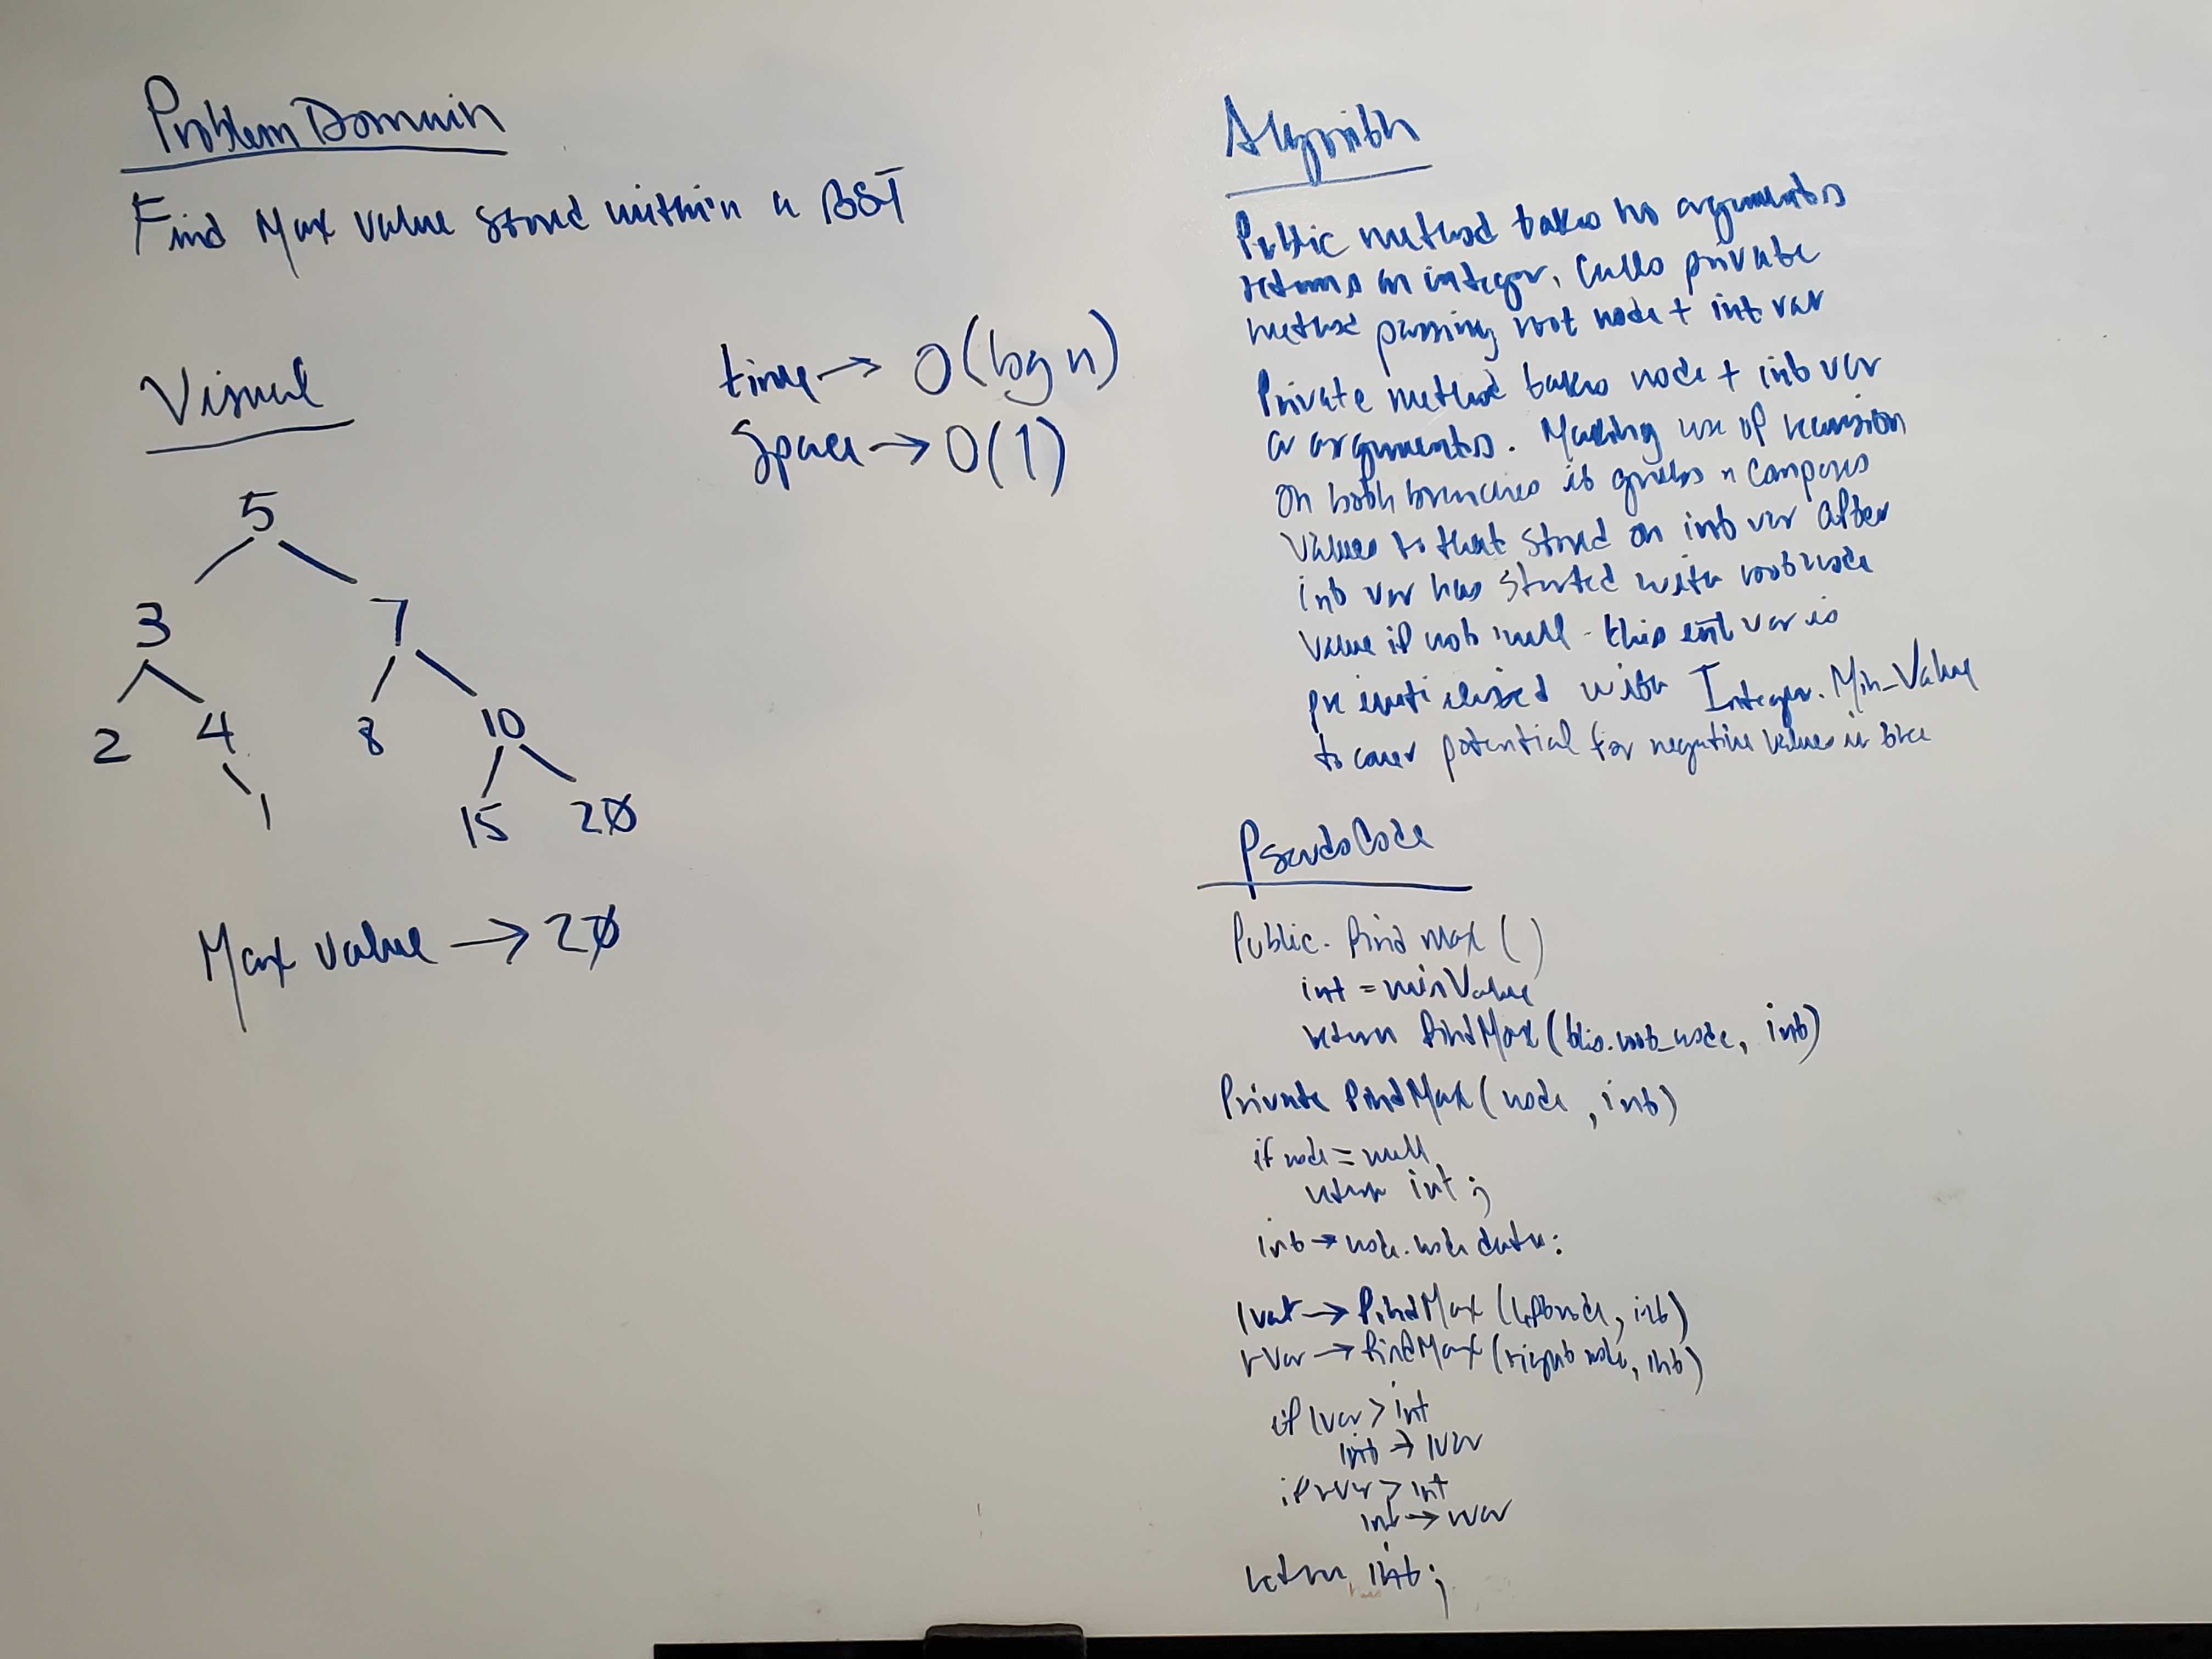 Problem Domain
Find Max value stored within a BST
Visual
time → O(log n)
Space → O(1)
5
3 7
2 4 8 10
1 15 20
Max value → 20
Algorithm
Public method takes no arguments
returns an integer. Calls private
method passing root node + int var
Private method takes node + int var
as arguments. Making use of recursion
on both branches it grabs n compares
values to that stored on int var after
int var has started with root node
value if not null - this int var is
pre initialized with Integer.Min_Value
to cover potential for negative values in tree
PseudoCode
Public. find max ()
int = minValue
return findMax (this.root_node, int)
Private findMax (node, int)
if node = null
return int ;
int → node.node data:
lvar → findMax (left node, int)
rvar → findMax (right node, int)
if lvar > int
int → lvar
if rvar > int
int → rvar
return int ;